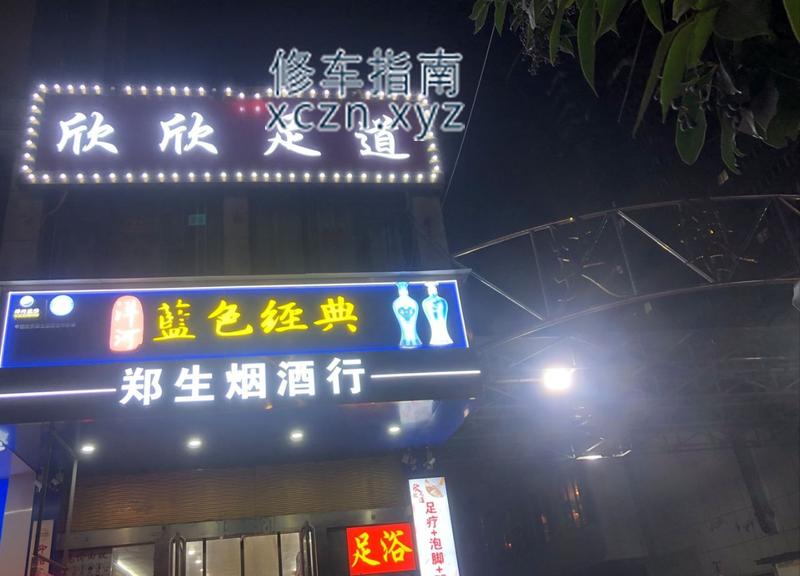 修车指南
xczn.xyz
欣欣足道
洋河
蓝色经典
郑生烟酒行
足浴
足疗+泡脚+